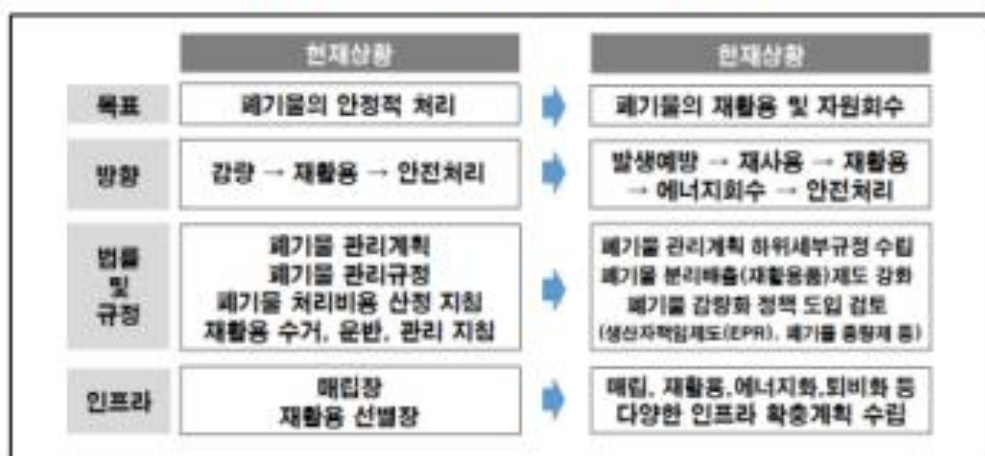 현재상황
현재상황
목표
폐기물의 안정적 처리
폐기물의 재활용 및 자원회수
방향
감량 → 재활용 → 안전처리
발생예방 → 재사용 → 재활용
→ 에너지회수 → 안전처리
법률
및
규정
폐기물 관리계획
폐기물 관리규정
폐기물 처리비용 산정 지침
재활용 수거, 운반, 관리 지침
폐기물 관리계획 하위세부규정 수립
폐기물 분리배출(재활용품)제도 강화
폐기물 감량화 정책 도입 검토
(생산자책임제도(EPR), 폐기물 종량제 등)
인프라
매립장
재활용 선별장
매립, 재활용,에너지화,퇴비화 등
다양한 인프라 확충계획 수립